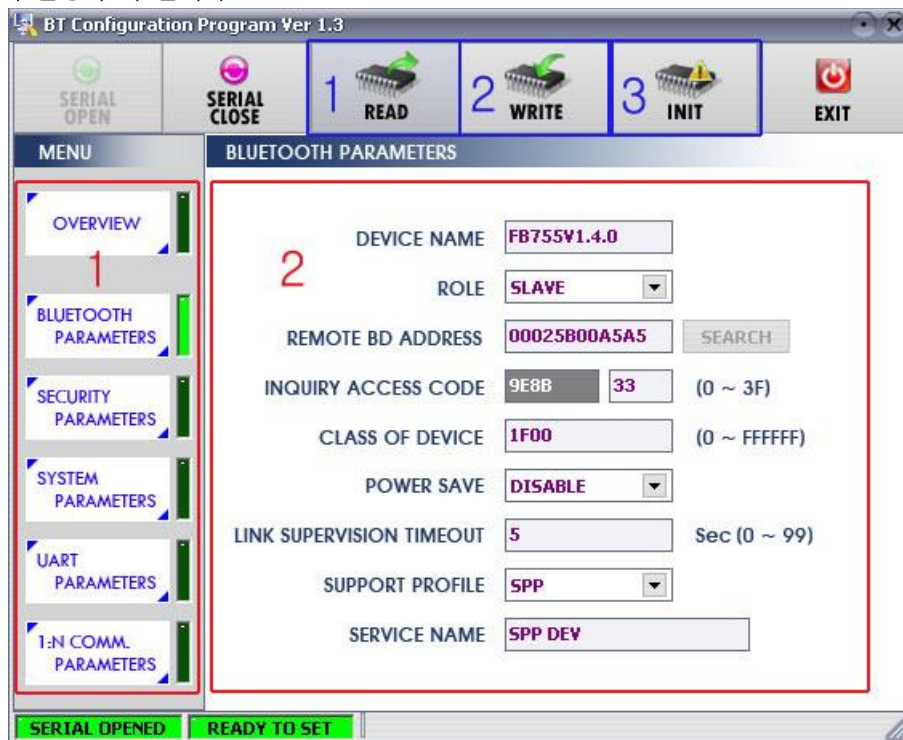 BT Configuration Program Ver 1.3
SERIAL OPEN
SERIAL CLOSE
1 READ
2 WRITE
3 INIT
EXIT
MENU
BLUETOOTH PARAMETERS
OVERVIEW
1
BLUETOOTH PARAMETERS
SECURITY PARAMETERS
SYSTEM PARAMETERS
UART PARAMETERS
1:N COMM. PARAMETERS
2
DEVICE NAME FB755V1.4.0
ROLE SLAVE
REMOTE BD ADDRESS 00025B00A5A5 SEARCH
INQUIRY ACCESS CODE 9E8B 33 (0 ~ 3F)
CLASS OF DEVICE 1F00 (0 ~ FFFFFF)
POWER SAVE DISABLE
LINK SUPERVISION TIMEOUT 5 Sec (0 ~ 99)
SUPPORT PROFILE SPP
SERVICE NAME SPP DEV
SERIAL OPENED READY TO SET